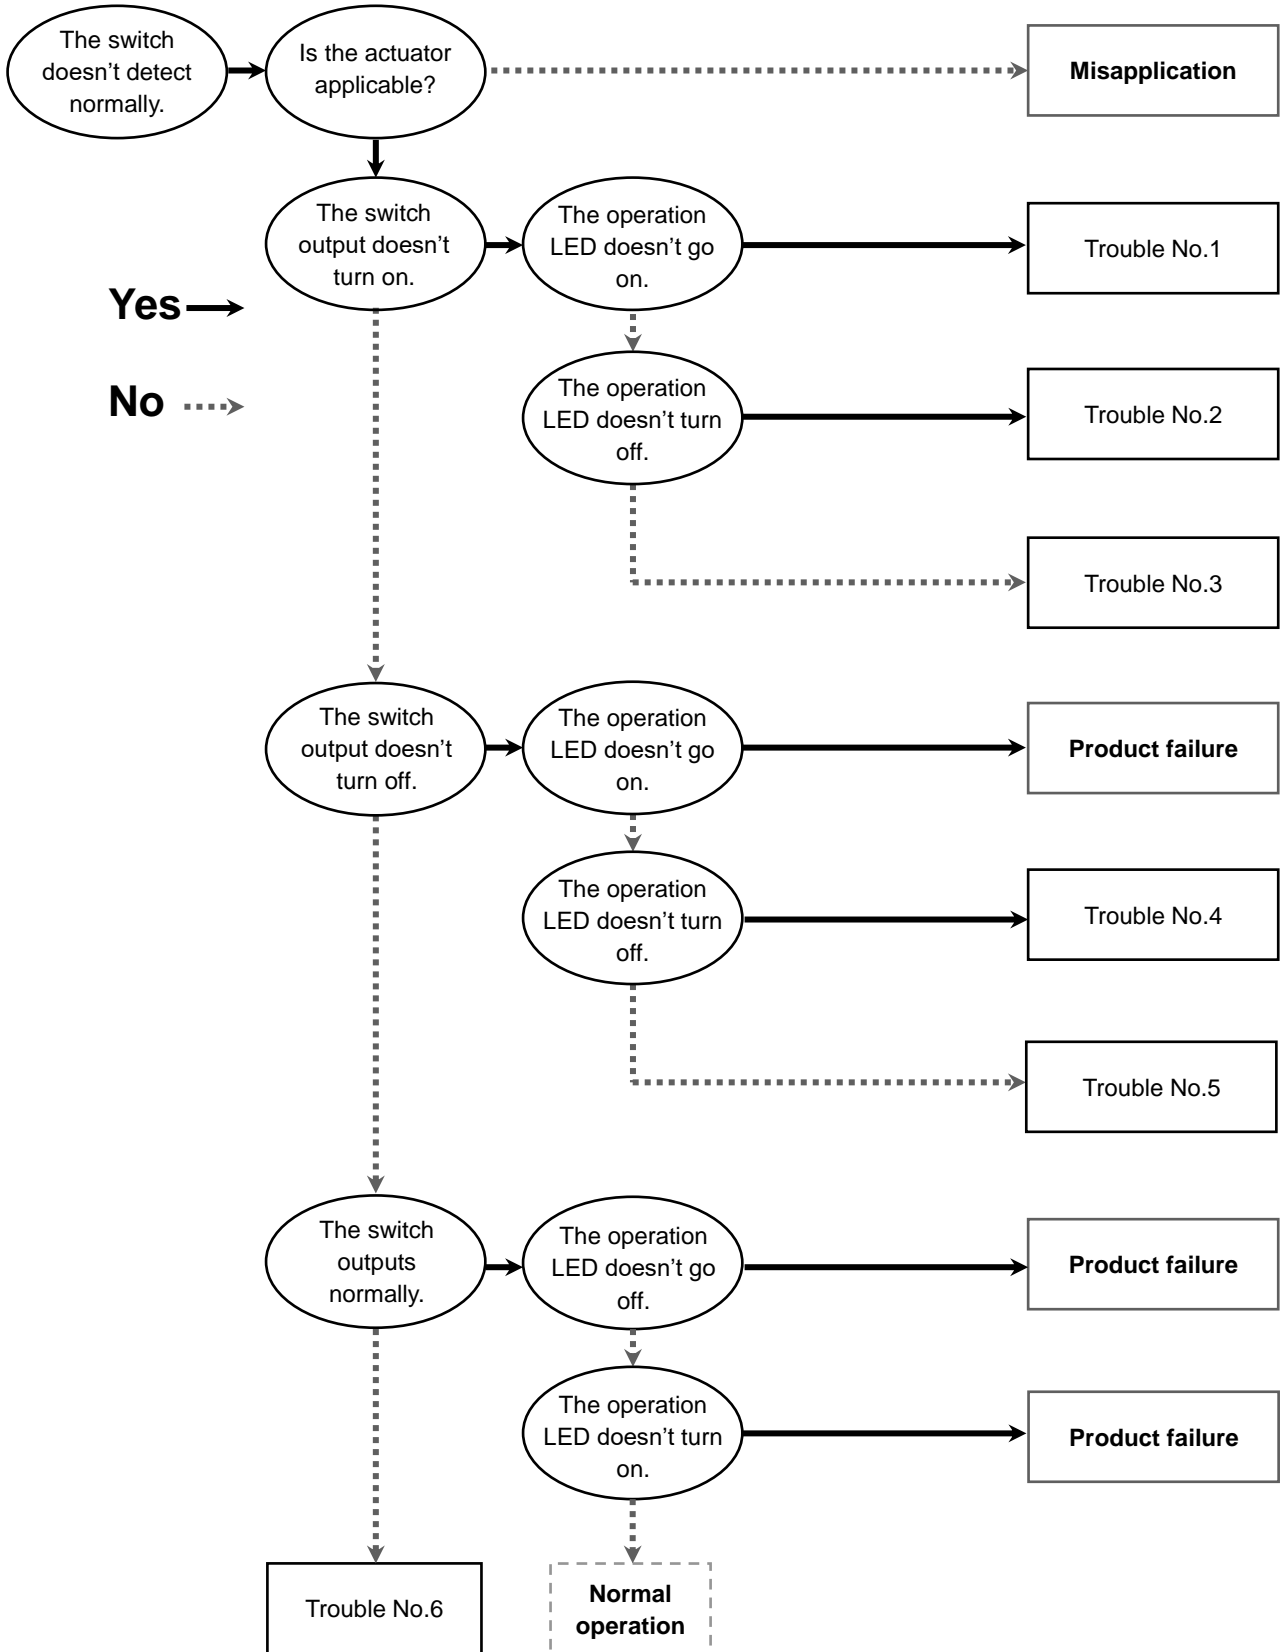 The switch
doesn’t detect
normally.
Is the actuator
applicable?
Misapplication
The switch
output doesn’t
turn on.
The operation
LED doesn’t go
on.
Trouble No.1
Yes
No
The operation
LED doesn’t turn
off.
Trouble No.2
Trouble No.3
The switch
output doesn’t
turn off.
The operation
LED doesn’t go
on.
Product failure
The operation
LED doesn’t turn
off.
Trouble No.4
Trouble No.5
The switch
outputs
normally.
The operation
LED doesn’t go
off.
Product failure
The operation
LED doesn’t turn
on.
Product failure
Trouble No.6
Normal
operation